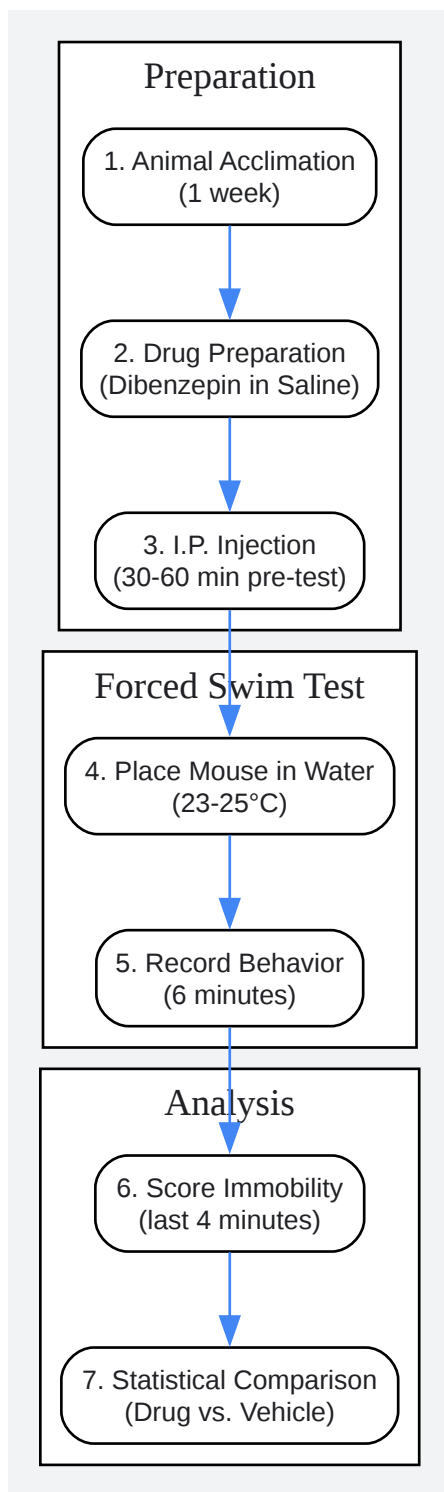 Preparation
1. Animal Acclimation
(1 week)
2. Drug Preparation
(Dibenzepin in Saline)
3. I.P. Injection
(30-60 min pre-test)
Forced Swim Test
4. Place Mouse in Water
(23-25°C)
5. Record Behavior
(6 minutes)
Analysis
6. Score Immobility
(last 4 minutes)
7. Statistical Comparison
(Drug vs. Vehicle)